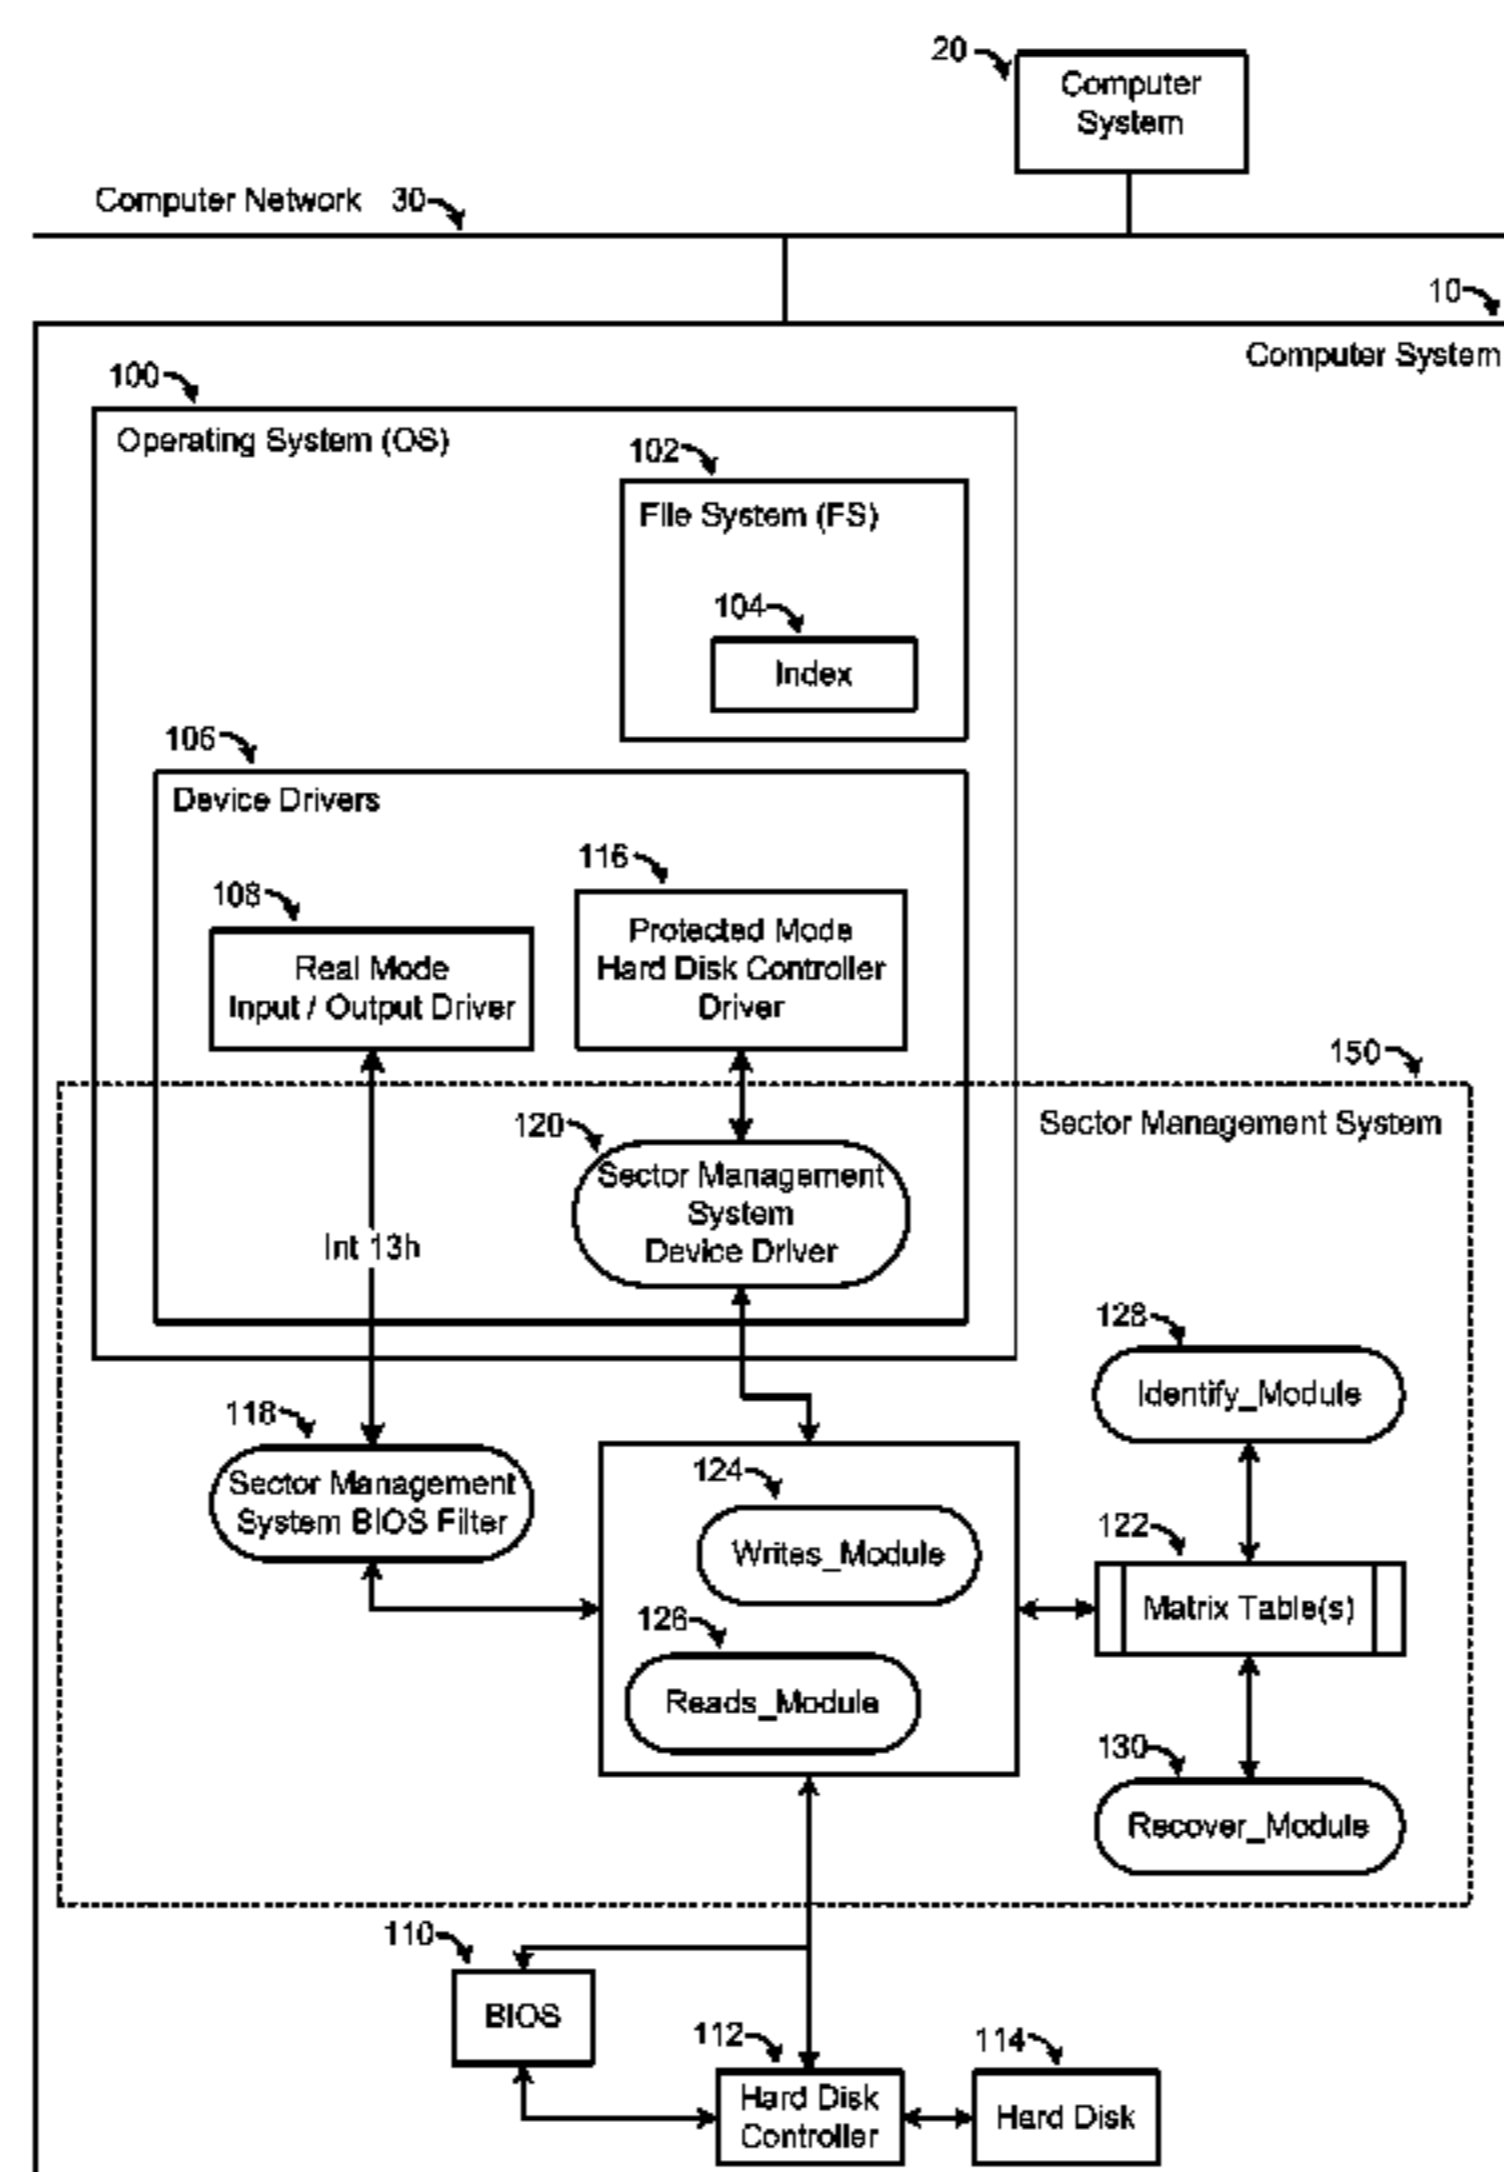 20
Computer
System
Computer Network 30
10
Computer System
100
Operating System (OS)
102
File System (FS)
104
Index
106
Device Drivers
116
108
Protected Mode
Hard Disk Controller
Driver
Real Mode
Input / Output Driver
150
Sector Management System
120
Sector Management
System
Device Driver
Int 13h
128
Identify_Module
118
Sector Management
System BIOS Filter
124
Writes_Module
122
Matrix Table(s)
126
Reads_Module
130
Recover_Module
110
BIOS
112
Hard Disk
Controller
114
Hard Disk